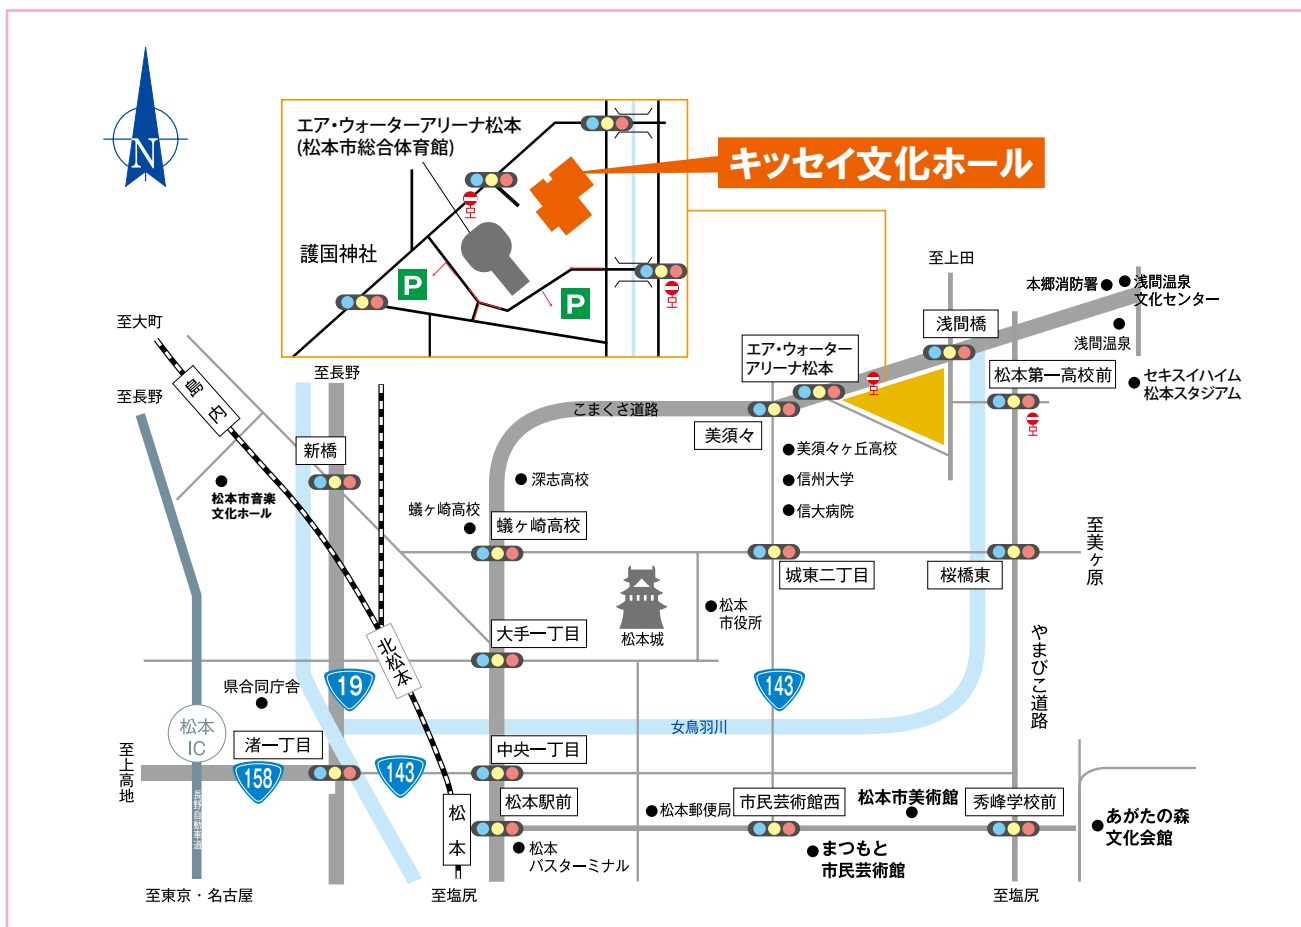 N
エア・ウォーターアリーナ松本
(松本市総合体育館)
キッセイ文化ホール
護国神社
P
P
至上田
本郷消防署
浅間温泉
文化センター
浅間橋
浅間温泉
至大町
エア・ウォーター
アリーナ松本
松本第一高校前
セキスイハイム
松本スタジアム
至長野
至長野
島内
こまくさ道路
美須々
新橋
美須々ヶ丘高校
深志高校
信州大学
松本市音楽
文化ホール
蟻ヶ崎高校
蟻ヶ崎高校
信大病院
至美ヶ原
城東二丁目
桜橋東
松本
市役所
松本城
大手一丁目
北松本
やまびこ道路
県合同庁舎
19
143
松本
IC
渚一丁目
女鳥羽川
中央一丁目
至上高地
158
143
長野自動車道
松本
松本駅前
松本郵便局
市民芸術館西
松本市美術館
秀峰学校前
あがたの森
文化会館
松本
バスターミナル
まつもと
市民芸術館
至東京・名古屋
至塩尻
至塩尻